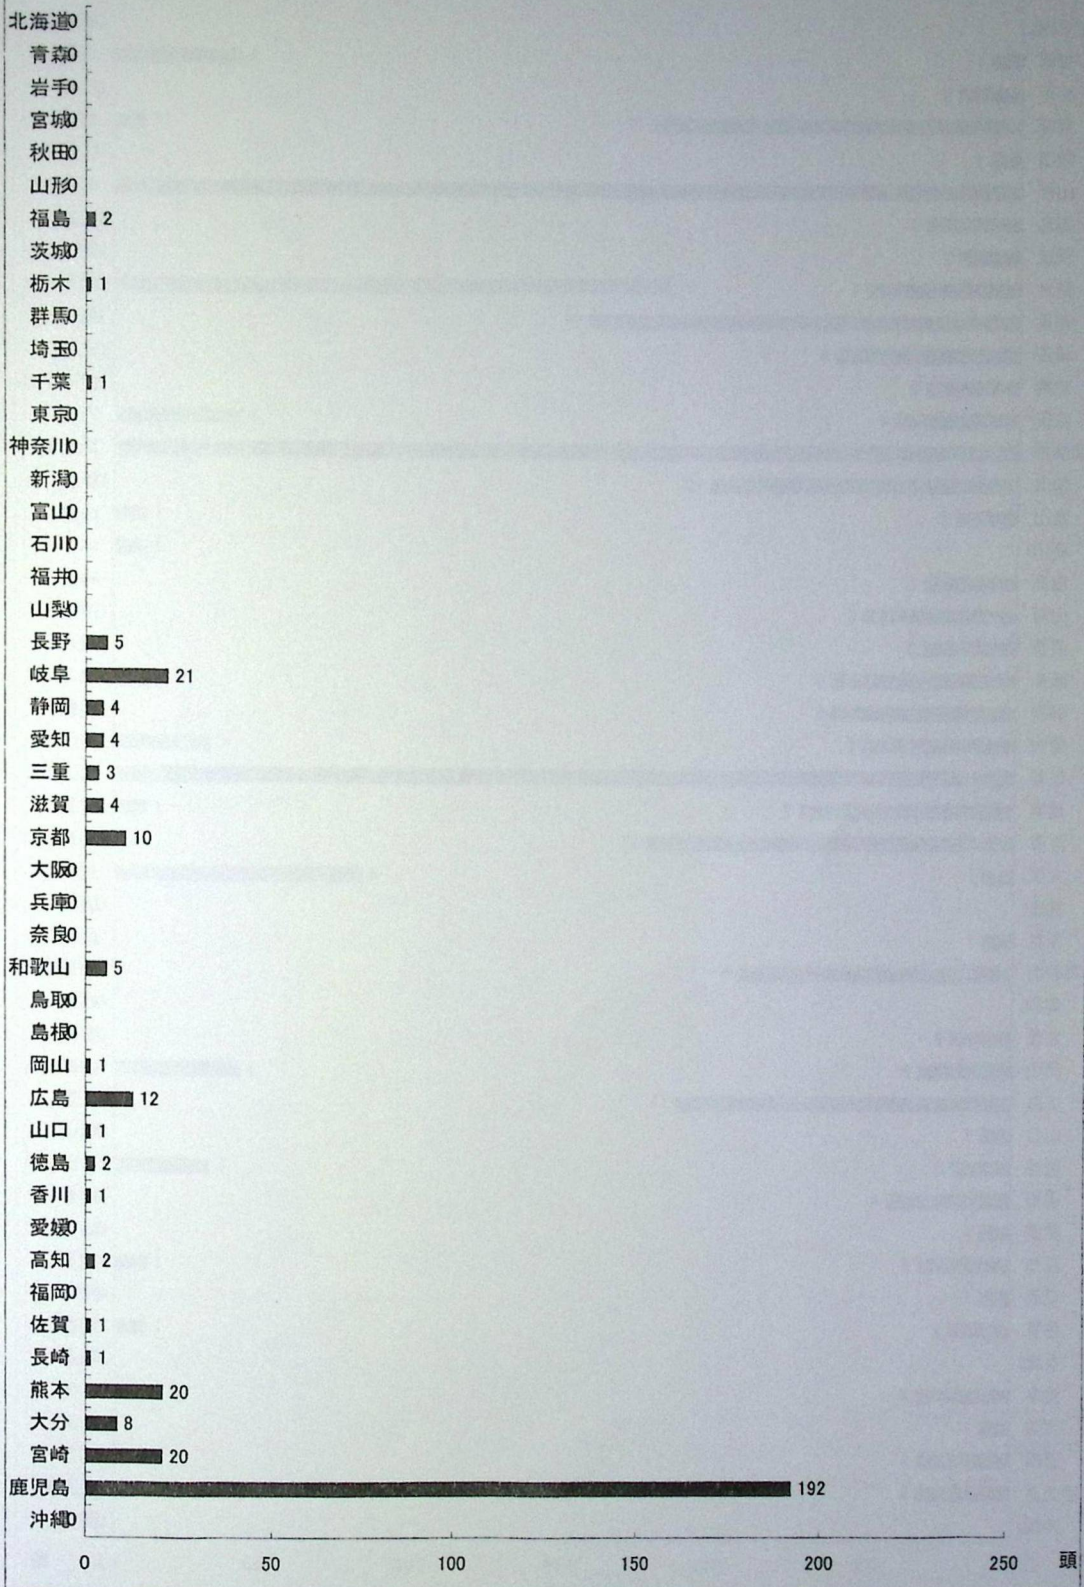 北海道0
青森0
岩手0
宮城0
秋田0
山形0
福島 2
茨城0
栃木 1
群馬0
埼玉0
千葉 1
東京0
神奈川0
新潟0
富山0
石川0
福井0
山梨0
長野 5
岐阜 21
静岡 4
愛知 4
三重 3
滋賀 4
京都 10
大阪0
兵庫0
奈良0
和歌山 5
鳥取0
島根0
岡山 1
広島 12
山口 1
徳島 2
香川 1
愛媛0
高知 2
福岡0
佐賀 1
長崎 1
熊本 20
大分 8
宮崎 20
鹿児島 192
沖縄0
0 50 100 150 200 250 頭